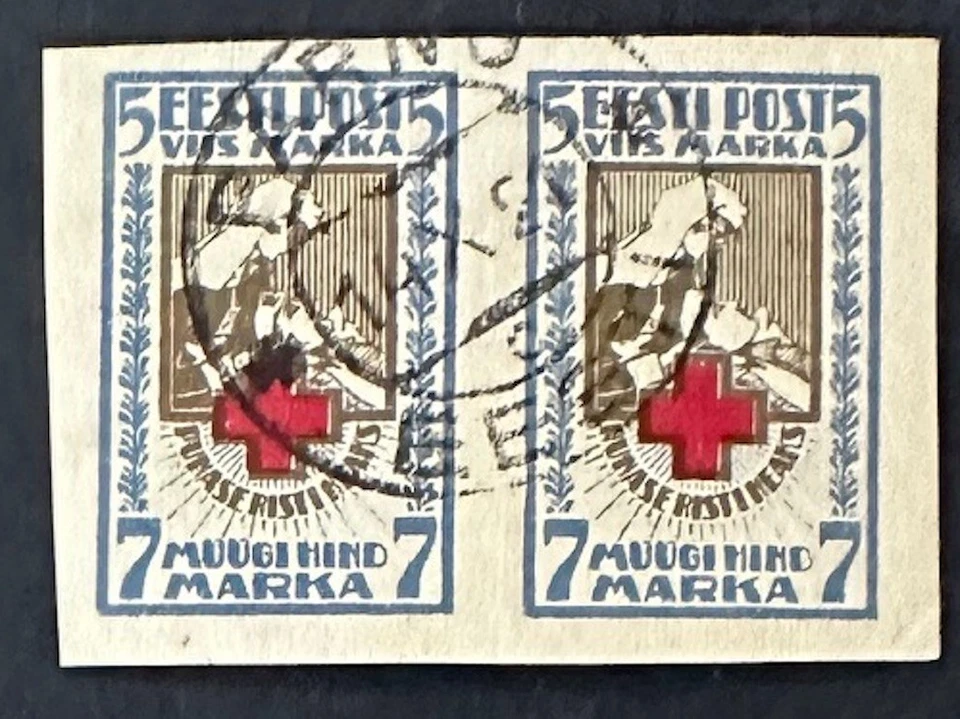 5 EESTI POST 5
VIIS MARKA
PUNASE RISTI HEAKS
7 MÜÜGI HIND 7
MARKA
5 EESTI POST 5
VIIS MARKA
PUNASE RISTI HEAKS
7 MÜÜGI HIND 7
MARKA